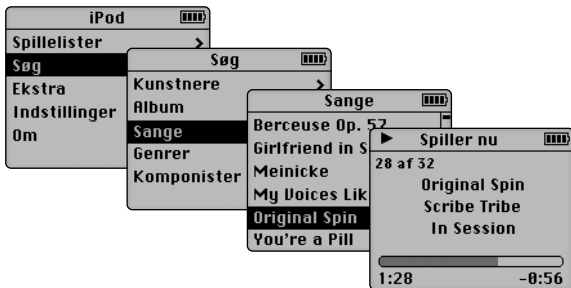 iPod
Spillelister
Søg
Ekstra
Indstillinger
Om
Søg
Kunstnere
Album
Sange
Genrer
Komponister
Sange
Berceuse Op. 57
Girlfriend in S
Meinicke
My Voices Lik
Original Spin
You're a Pill
Spiller nu
28 af 32
Original Spin
Scribe Tribe
In Session
1:28 -0:56